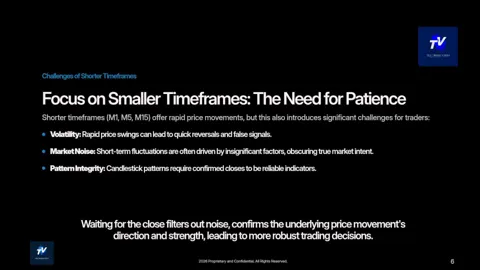 TV
Challenges of Shorter Timeframes
Focus on Smaller Timeframes: The Need for Patience
Shorter timeframes (M1, M5, M15) offer rapid price movements, but this also introduces significant challenges for traders:
Volatility: Rapid price swings can lead to quick reversals and false signals.
Market Noise: Short-term fluctuations are often driven by insignificant factors, obscuring true market intent.
Pattern Integrity: Candlestick patterns require confirmed closes to be reliable indicators.
Waiting for the close filters out noise, confirms the underlying price movement's
direction and strength, leading to more robust trading decisions.
TV
2026 Proprietary and Confidential. All Rights Reserved.
6